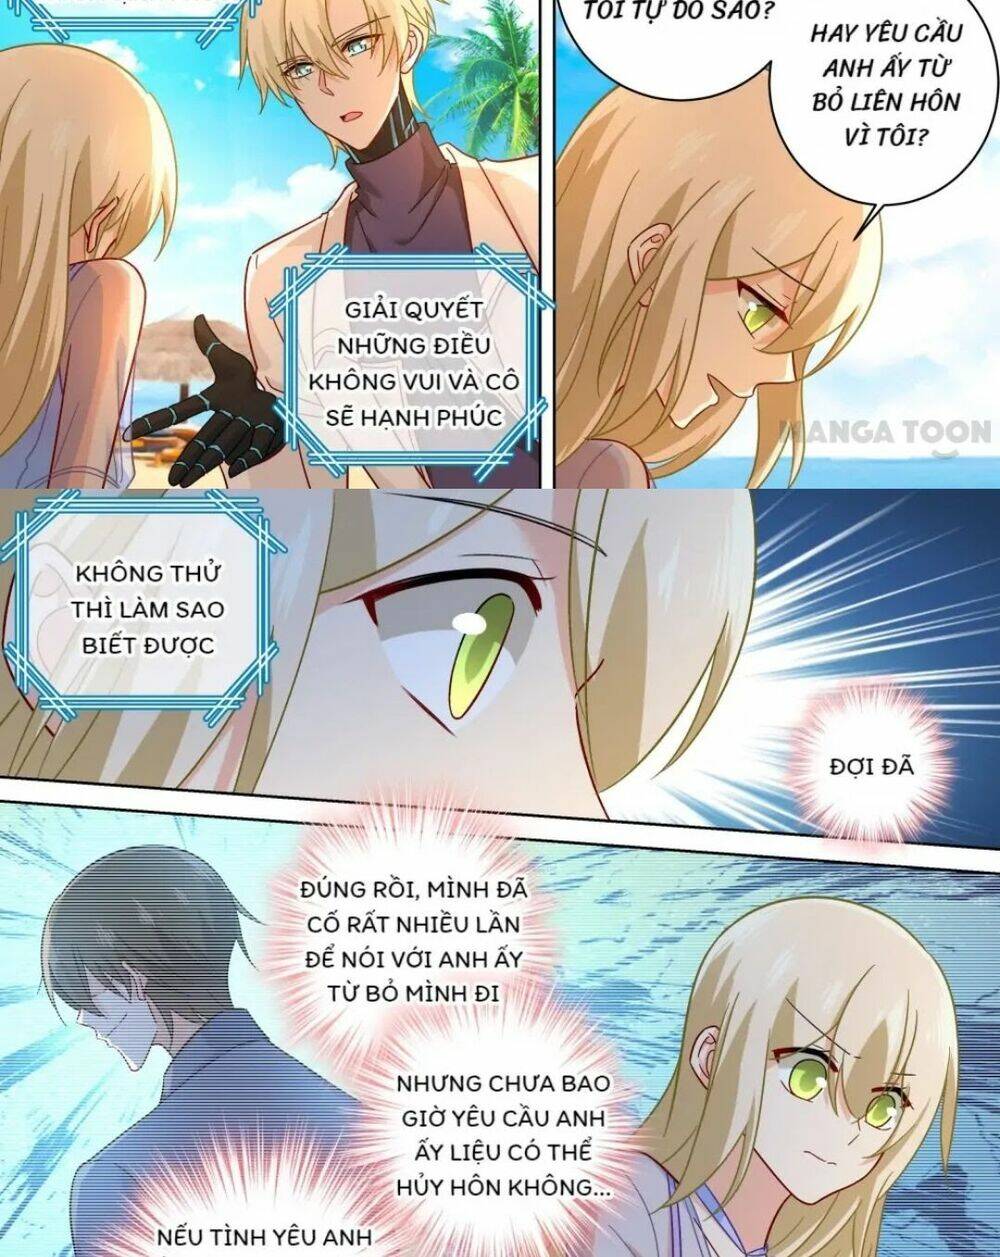 TÔI TỰ DO SAO?
HAY YÊU CẦU
ANH ẤY TỪ
BỎ LIÊN HÔN
VÌ TÔI?
GIẢI QUYẾT
NHỮNG ĐIỀU
KHÔNG VUI VÀ CÔ
SẼ HẠNH PHÚC
MANGA TOON
KHÔNG THỬ
THÌ LÀM SAO
BIẾT ĐƯỢC
ĐỢI ĐÃ
ĐÚNG RỒI, MÌNH ĐÃ
CỐ RẤT NHIỀU LẦN
ĐỂ NÓI VỚI ANH ẤY
TỪ BỎ MÌNH ĐI
NHƯNG CHƯA BAO
GIỜ YÊU CẦU ANH
ẤY LIỆU CÓ THỂ
HỦY HÔN KHÔNG...
NẾU TÌNH YÊU ANH